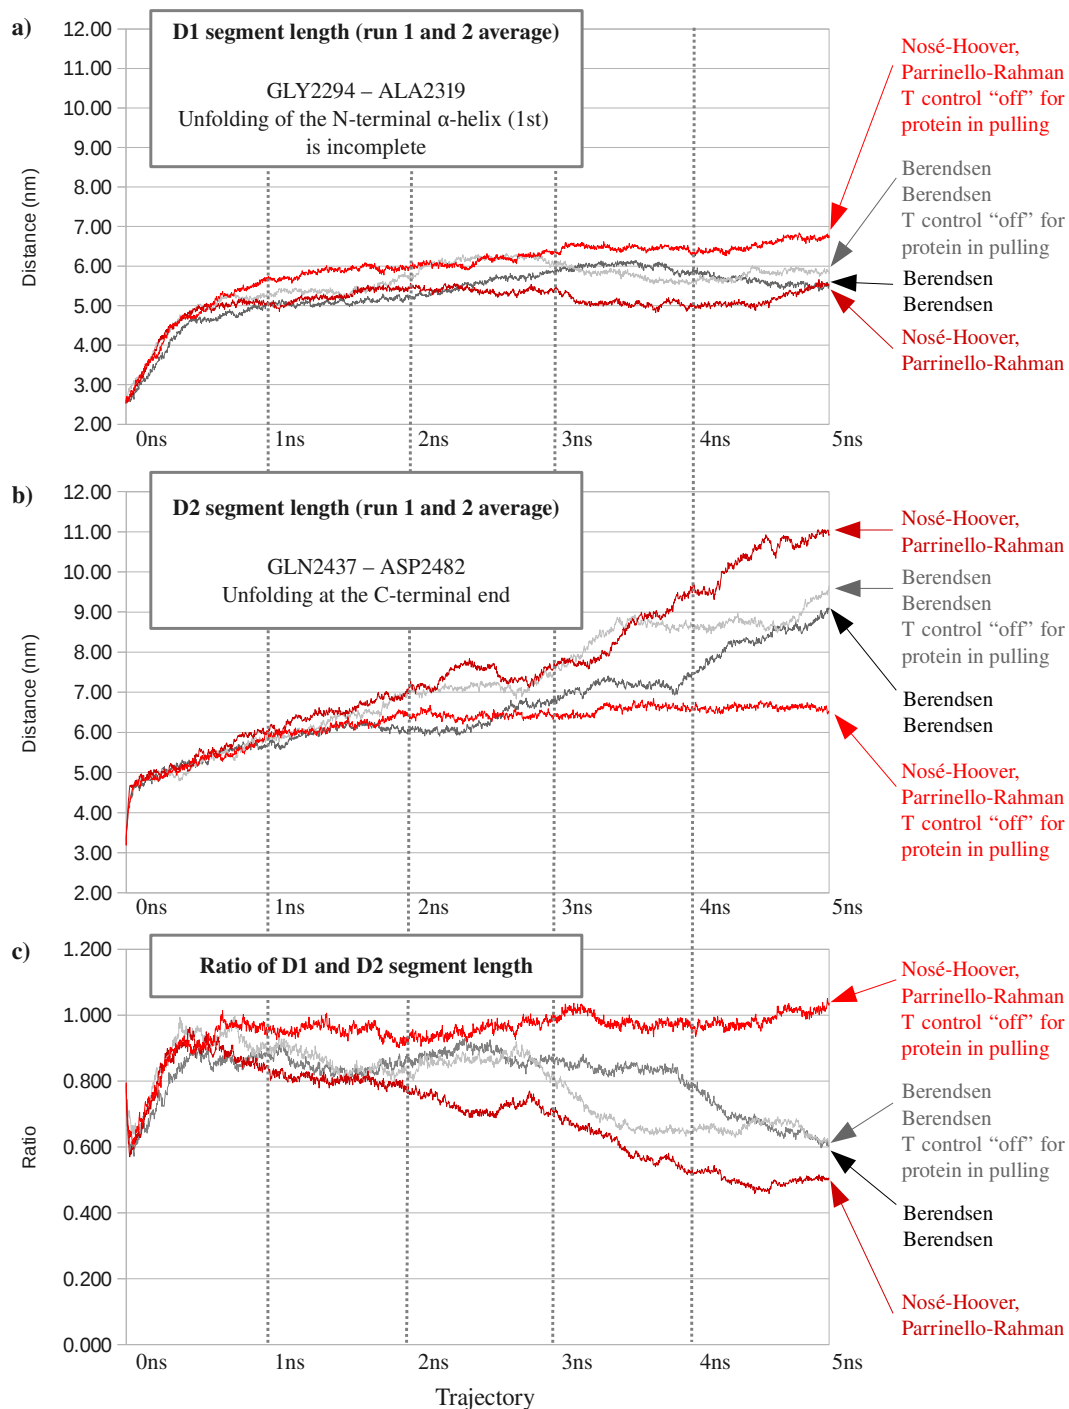 a)
12.00
11.00
10.00
9.00
8.00
7.00
6.00
5.00
4.00
3.00
2.00
Distance (nm)
D1 segment length (run 1 and 2 average)
GLY2294 – ALA2319
Unfolding of the N-terminal α-helix (1st)
is incomplete
0ns
1ns
2ns
3ns
4ns
5ns
Nosé-Hoover,
Parrinello-Rahman
T control “off” for
protein in pulling
Berendsen
Berendsen
T control “off” for
protein in pulling
Berendsen
Berendsen
Nosé-Hoover,
Parrinello-Rahman
b)
12.00
11.00
10.00
9.00
8.00
7.00
6.00
5.00
4.00
3.00
2.00
Distance (nm)
D2 segment length (run 1 and 2 average)
GLN2437 – ASP2482
Unfolding at the C-terminal end
0ns
1ns
2ns
3ns
4ns
5ns
Nosé-Hoover,
Parrinello-Rahman
Berendsen
Berendsen
T control “off” for
protein in pulling
Berendsen
Berendsen
Nosé-Hoover,
Parrinello-Rahman
T control “off” for
protein in pulling
c)
1.200
1.000
0.800
0.600
0.400
0.200
0.000
Ratio
Ratio of D1 and D2 segment length
0ns
1ns
2ns
3ns
4ns
5ns
Trajectory
Nosé-Hoover,
Parrinello-Rahman
T control “off” for
protein in pulling
Berendsen
Berendsen
T control “off” for
protein in pulling
Berendsen
Berendsen
Nosé-Hoover,
Parrinello-Rahman